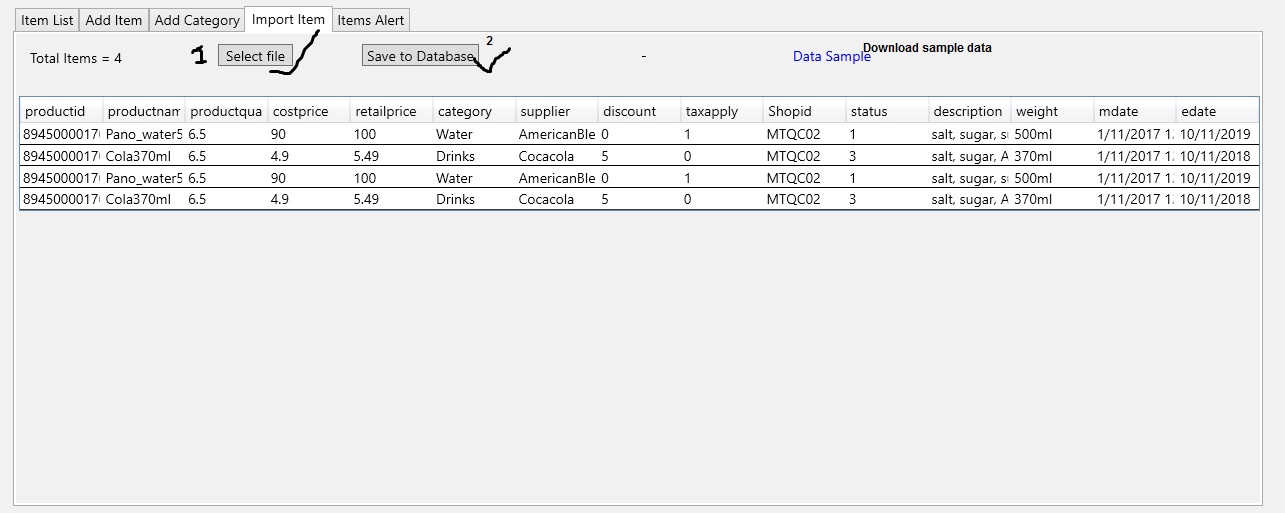 Item List Add Item Add Category Import Item Items Alert
Total Items = 4 1 Select file Save to Database 2 - Data Sample Download sample data
productid productnam productqua costprice retailprice category supplier discount taxapply Shopid status description weight mdate edate
8945000017 Pano_water5 6.5 90 100 Water AmericanBle 0 1 MTQC02 1 salt, sugar, s 500ml 1/11/2017 1 10/11/2019
8945000017 Cola370ml 6.5 4.9 5.49 Drinks Cocacola 5 0 MTQC02 3 salt, sugar, A 370ml 1/11/2017 1 10/11/2018
8945000017 Pano_water5 6.5 90 100 Water AmericanBle 0 1 MTQC02 1 salt, sugar, s 500ml 1/11/2017 1 10/11/2019
8945000017 Cola370ml 6.5 4.9 5.49 Drinks Cocacola 5 0 MTQC02 3 salt, sugar, A 370ml 1/11/2017 1 10/11/2018